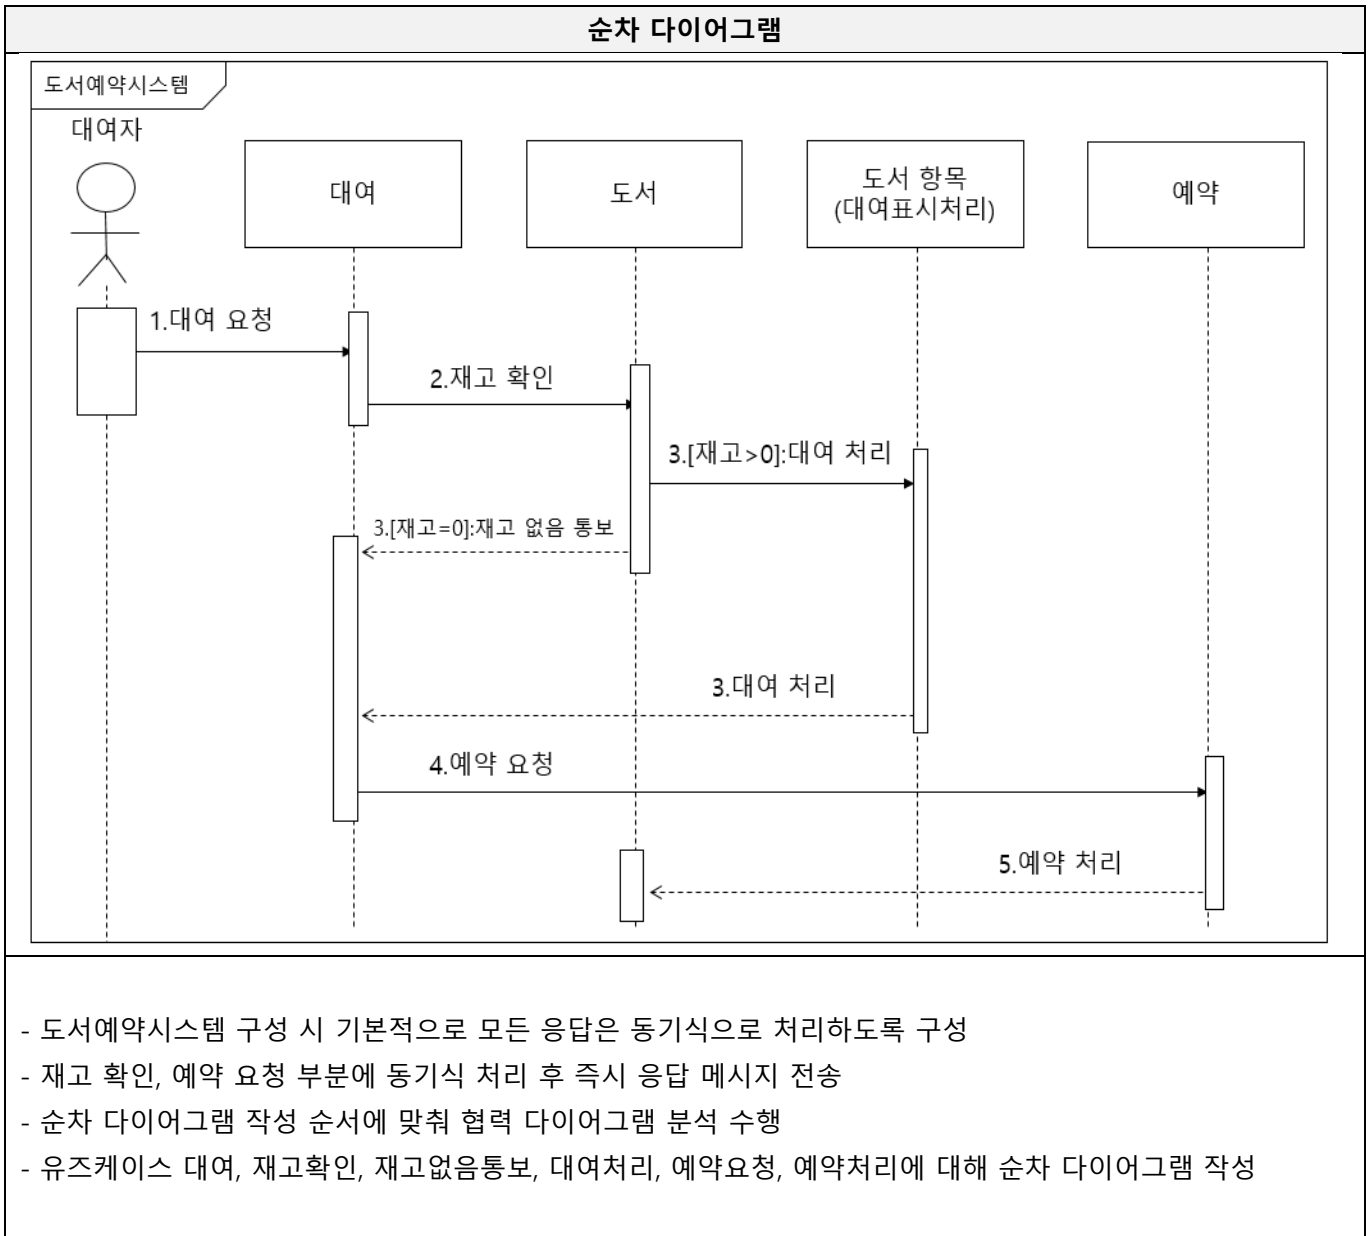 순차 다이어그램
도서예약시스템
대여자
대여
도서
도서 항목
(대여표시처리)
예약
1.대여 요청
2.재고 확인
3.[재고>0]:대여 처리
3.[재고=0]:재고 없음 통보
3.대여 처리
4.예약 요청
5.예약 처리
- 도서예약시스템 구성 시 기본적으로 모든 응답은 동기식으로 처리하도록 구성
- 재고 확인, 예약 요청 부분에 동기식 처리 후 즉시 응답 메시지 전송
- 순차 다이어그램 작성 순서에 맞춰 협력 다이어그램 분석 수행
- 유즈케이스 대여, 재고확인, 재고없음통보, 대여처리, 예약요청, 예약처리에 대해 순차 다이어그램 작성